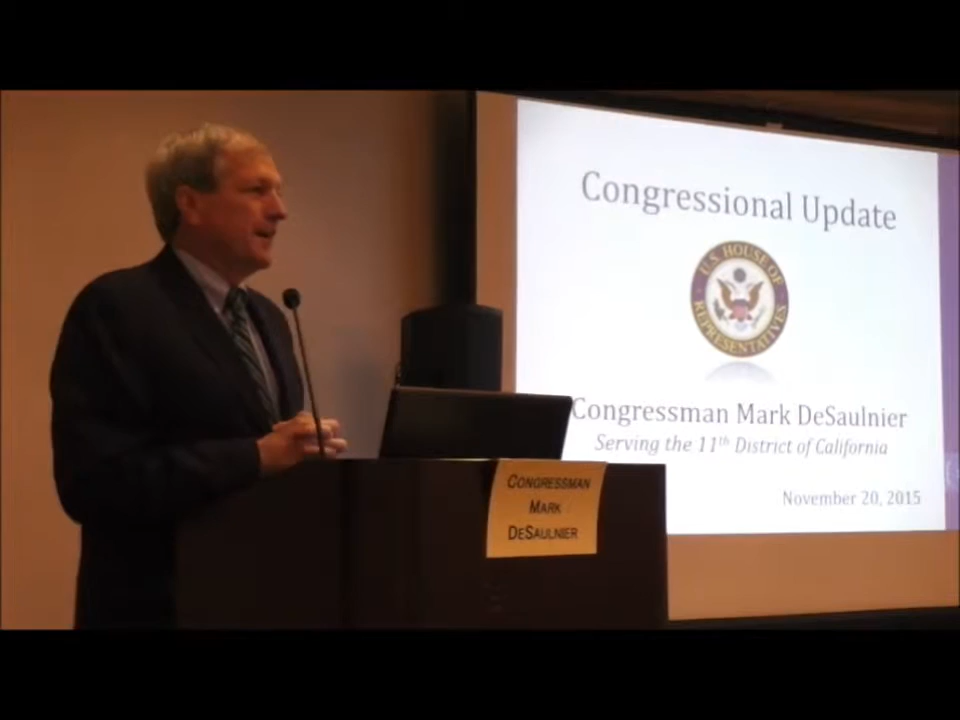 Congressional Update
U.S. HOUSE OF
REPRESENTATIVES
Congressman Mark DeSaulnier
Serving the 11th District of California
November 20, 2015
CONGRESSMAN
MARK
DESAULNIER